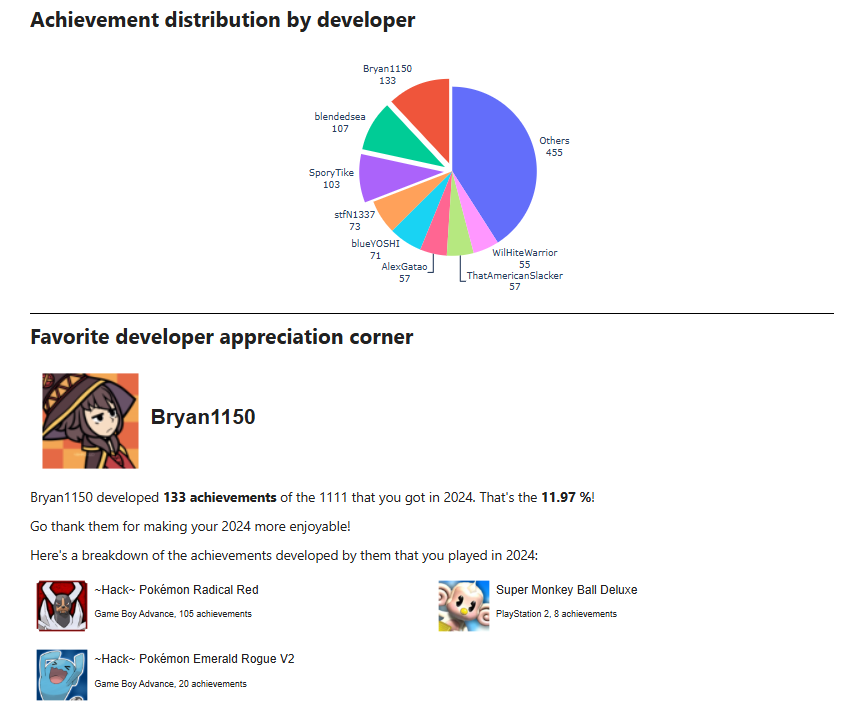 Achievement distribution by developer
Bryan1150
133
blendedsea
107
Others
455
SporyTike
103
stfN1337
73
blueYOSHI
71
WilHiteWarrior
55
AlexGatao
57
ThatAmericanSlacker
57
Favorite developer appreciation corner
Bryan1150
Bryan1150 developed 133 achievements of the 1111 that you got in 2024. That's the 11.97 %!
Go thank them for making your 2024 more enjoyable!
Here's a breakdown of the achievements developed by them that you played in 2024:
~Hack~ Pokémon Radical Red
Game Boy Advance, 105 achievements
Super Monkey Ball Deluxe
PlayStation 2, 8 achievements
~Hack~ Pokémon Emerald Rogue V2
Game Boy Advance, 20 achievements